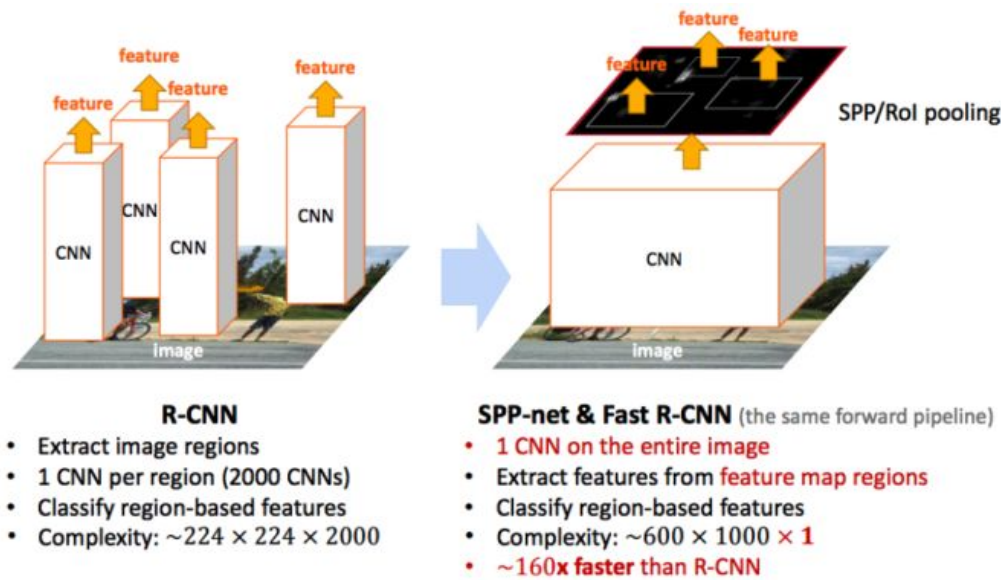 feature
feature
feature
feature
CNN
CNN
CNN
CNN
image
R-CNN
• Extract image regions
• 1 CNN per region (2000 CNNs)
• Classify region-based features
• Complexity: ~224 × 224 × 2000
feature
feature
feature
SPP/RoI pooling
CNN
image
SPP-net & Fast R-CNN (the same forward pipeline)
• 1 CNN on the entire image
• Extract features from feature map regions
• Classify region-based features
• Complexity: ~600 × 1000 × 1
• ~160x faster than R-CNN